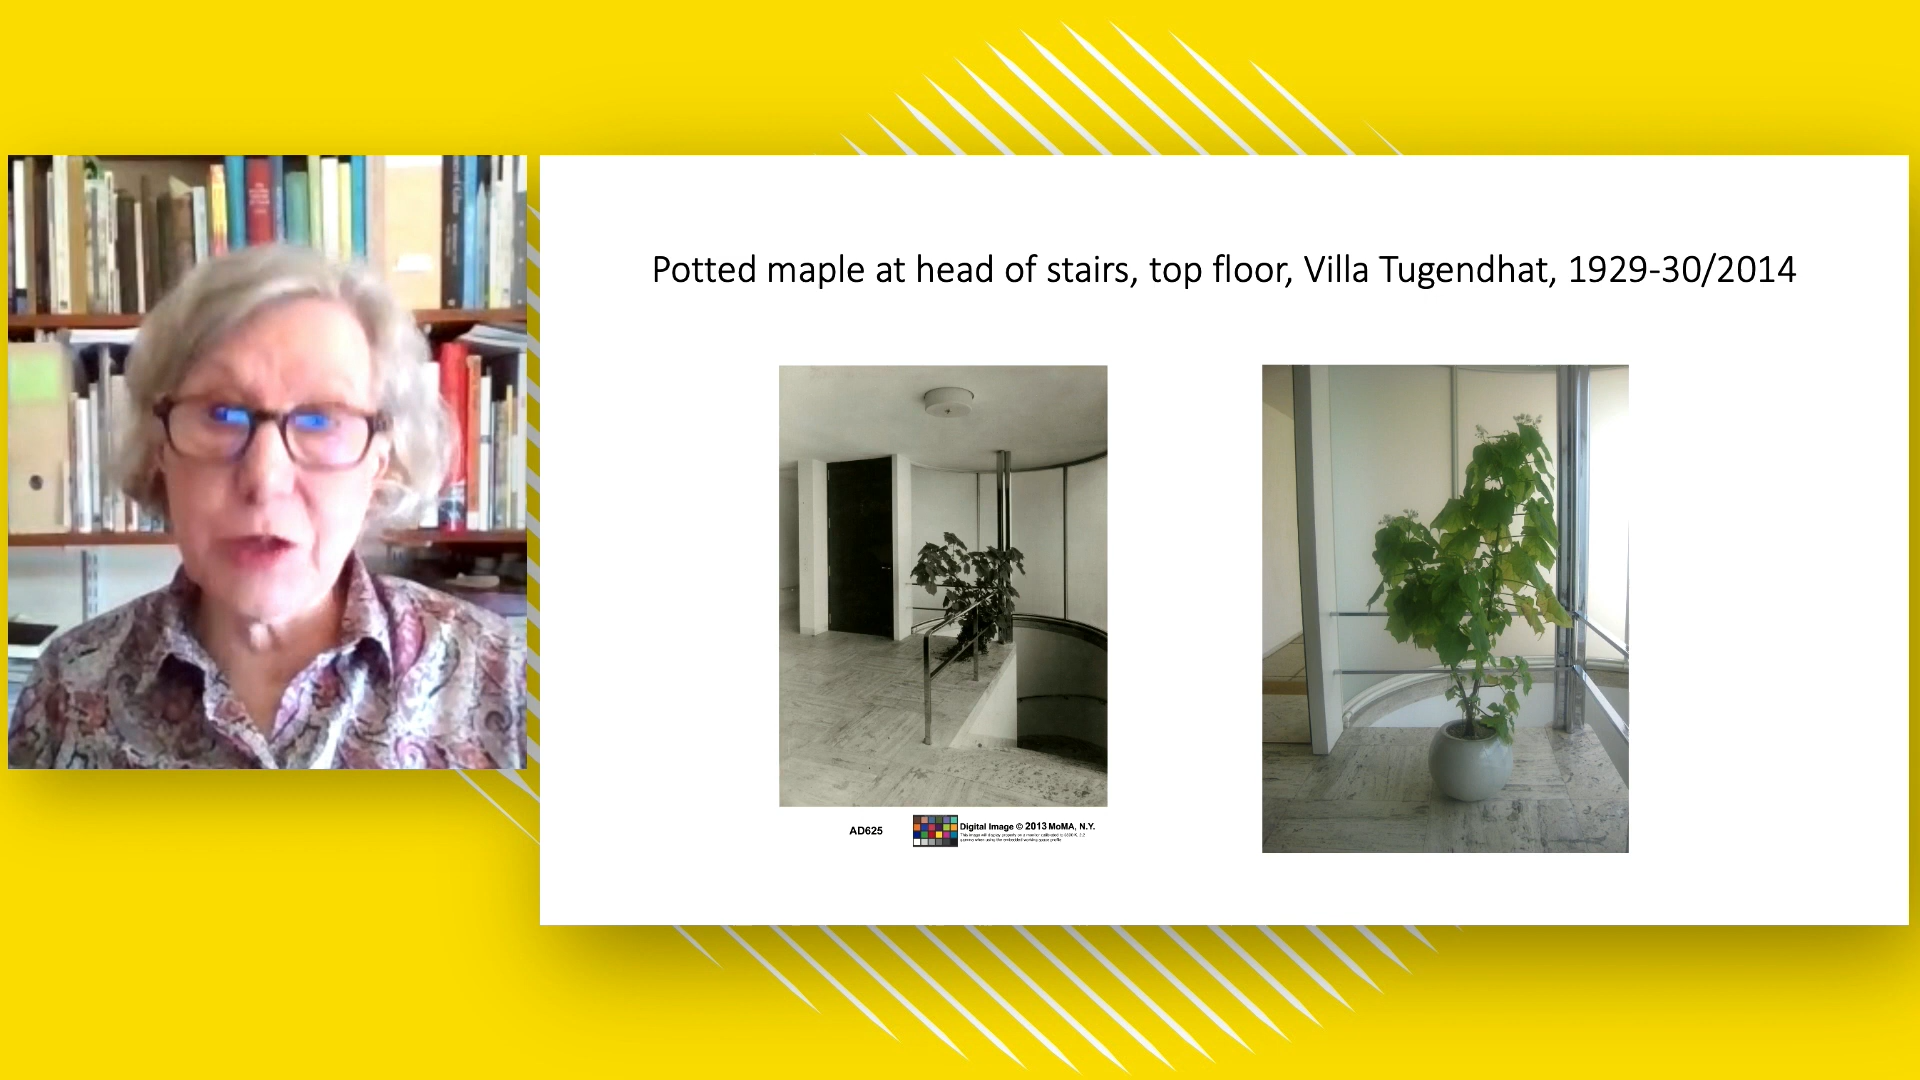 Potted maple at head of stairs, top floor, Villa Tugendhat, 1929-30/2014
AD625
Digital Image © 2013 MoMA, N.Y.